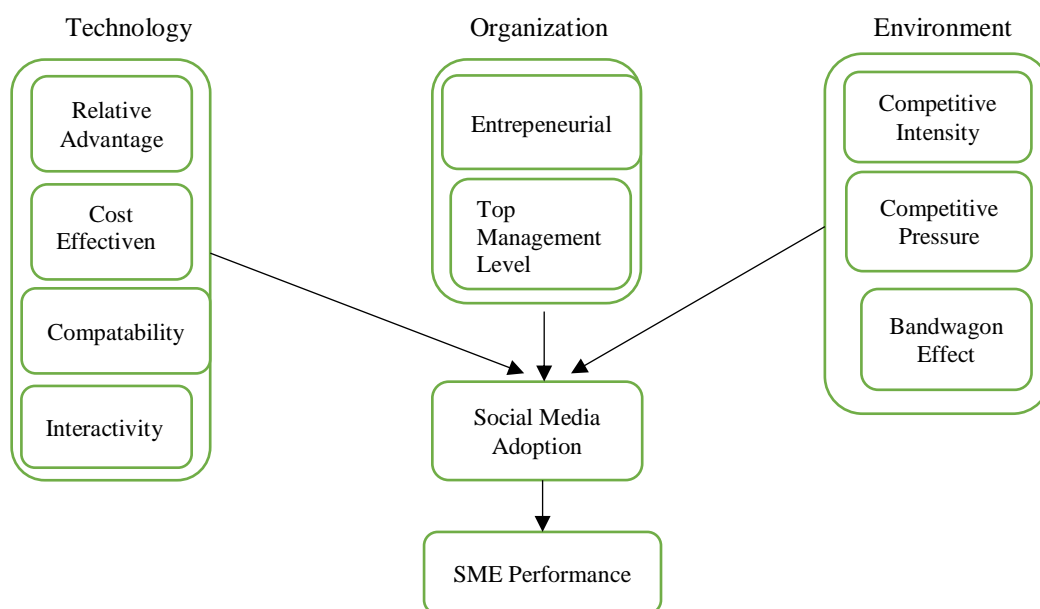 Technology
Relative
Advantage
Cost
Effectiven
Compatability
Interactivity
Organization
Entrepeneurial
Top
Management
Level
Environment
Competitive
Intensity
Competitive
Pressure
Bandwagon
Effect
Social Media
Adoption
SME Performance